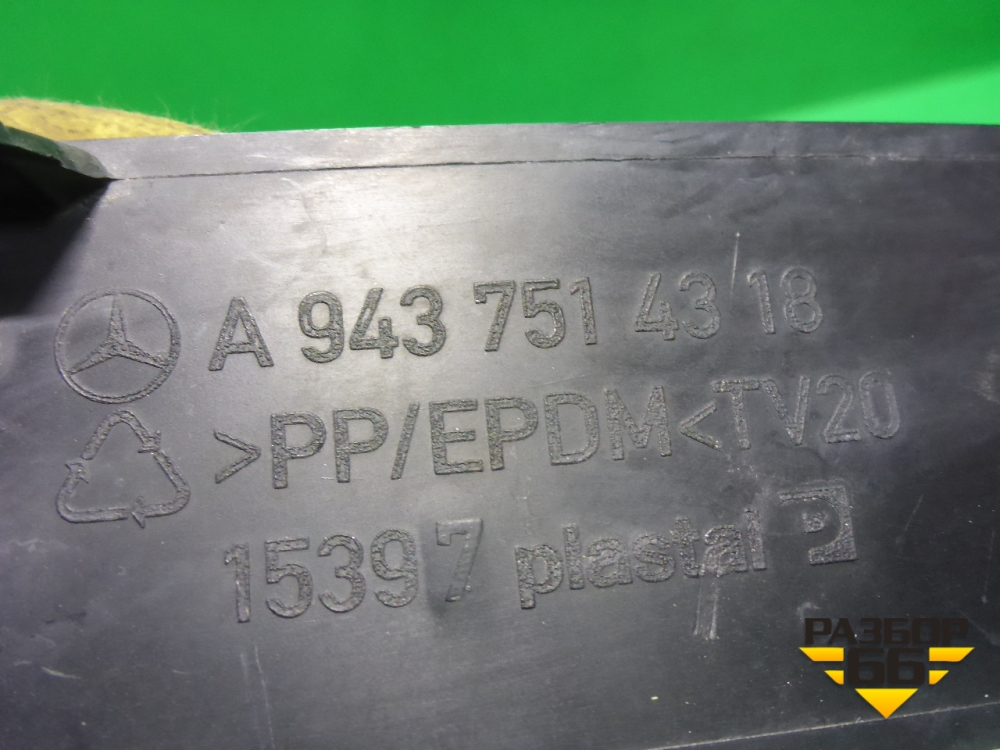 A 943 751 43 18
>PP/EPDM<TV20
15397 plastal
РАЗБОР
66